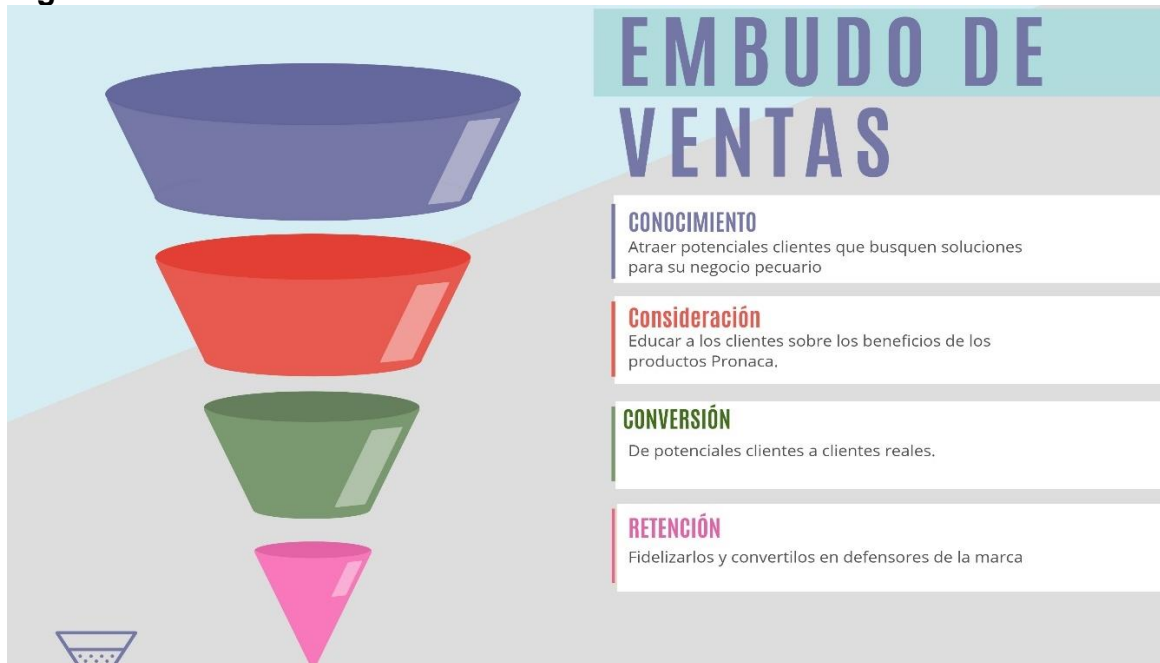 EMBUDO DE
VENTAS
CONOCIMIENTO
Atraer potenciales clientes que busquen soluciones
para su negocio pecuario
Consideración
Educar a los clientes sobre los beneficios de los
productos Pronaca.
CONVERSIÓN
De potenciales clientes a clientes reales.
RETENCIÓN
Fidelizarlos y convertilos en defensores de la marca